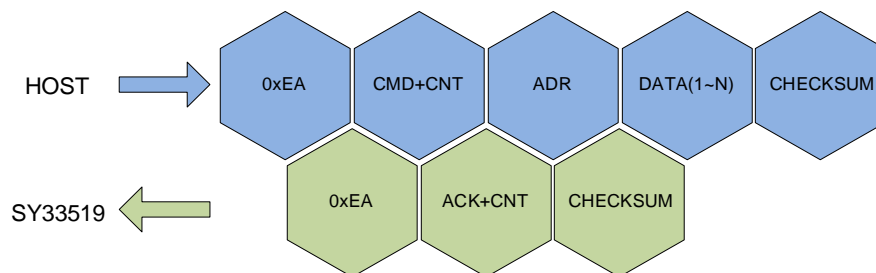 HOST
0xEA
CMD+CNT
ADR
DATA(1~N)
CHECKSUM
SY33519
0xEA
ACK+CNT
CHECKSUM